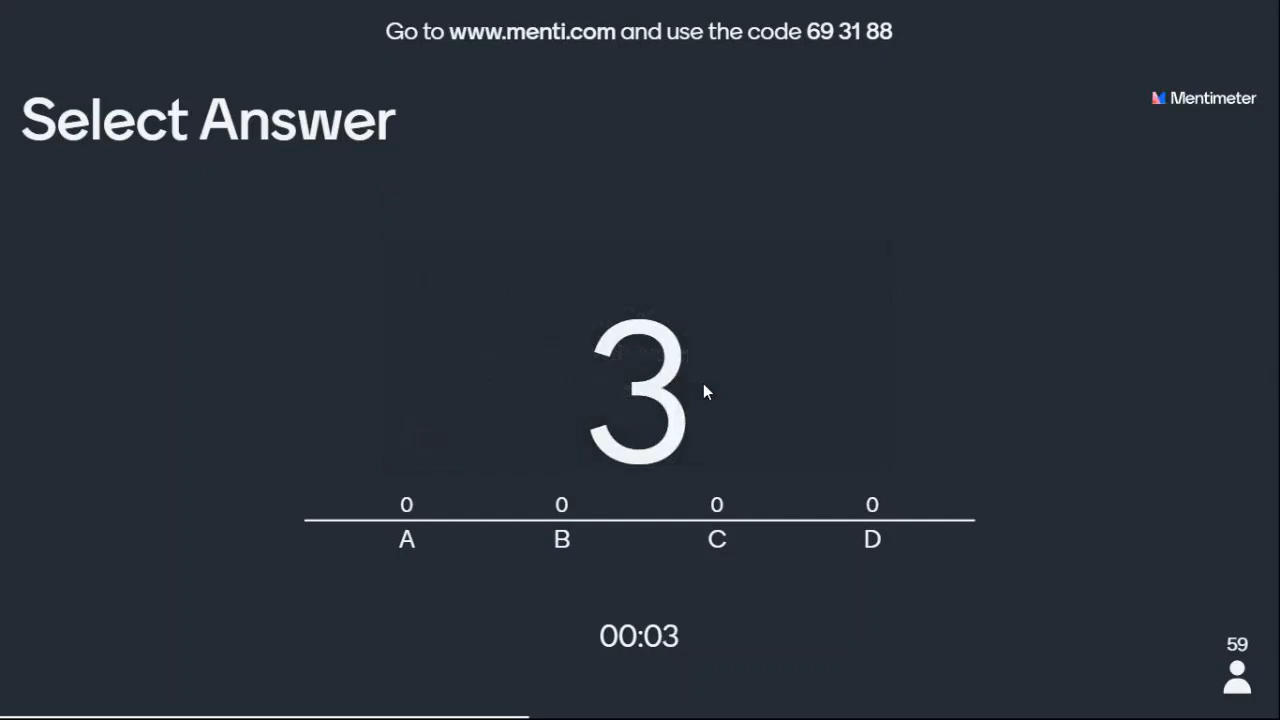 Go to www.menti.com and use the code 69 31 88
Mentimeter
Select Answer
3
0 0 0 0
A B C D
00:03
59